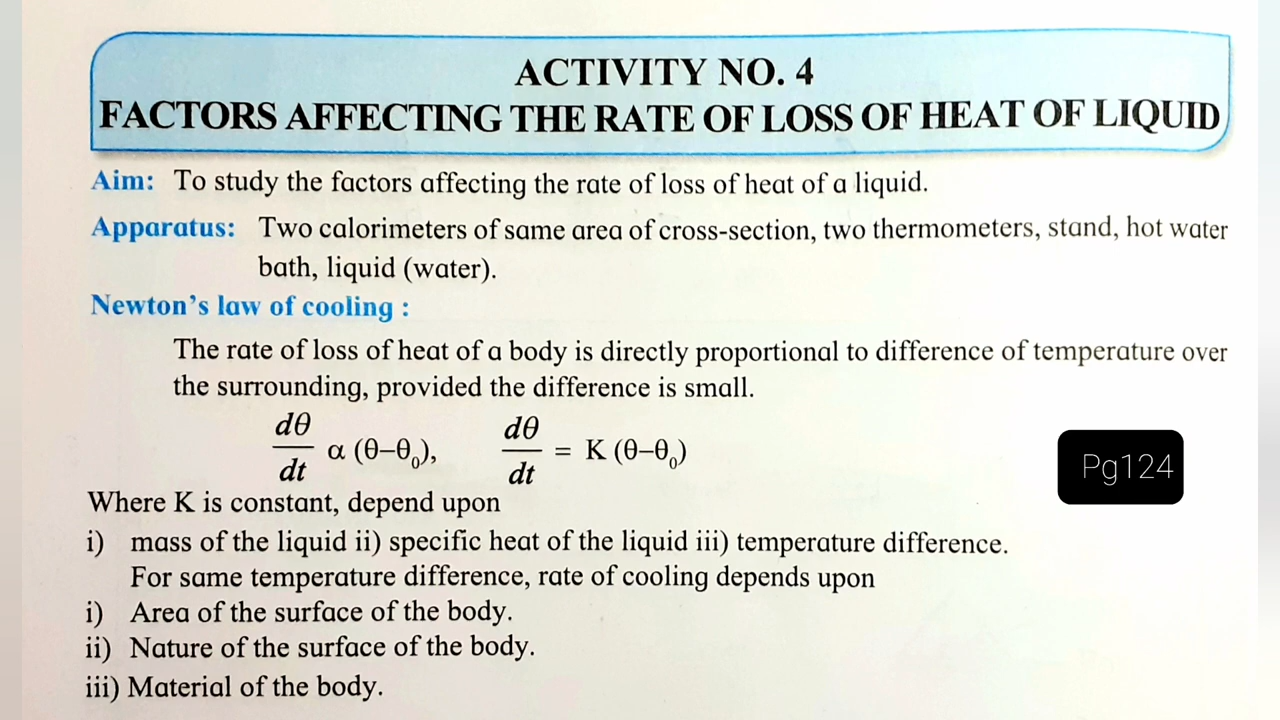 ACTIVITY NO. 4
FACTORS AFFECTING THE RATE OF LOSS OF HEAT OF LIQUID
Aim: To study the factors affecting the rate of loss of heat of a liquid.
Apparatus: Two calorimeters of same area of cross-section, two thermometers, stand, hot water
bath, liquid (water).
Newton's law of cooling :
The rate of loss of heat of a body is directly proportional to difference of temperature over
the surrounding, provided the difference is small.
dθ/dt α (θ–θ₀), dθ/dt = K (θ–θ₀)
Pg124
Where K is constant, depend upon
i) mass of the liquid ii) specific heat of the liquid iii) temperature difference.
For same temperature difference, rate of cooling depends upon
i) Area of the surface of the body.
ii) Nature of the surface of the body.
iii) Material of the body.